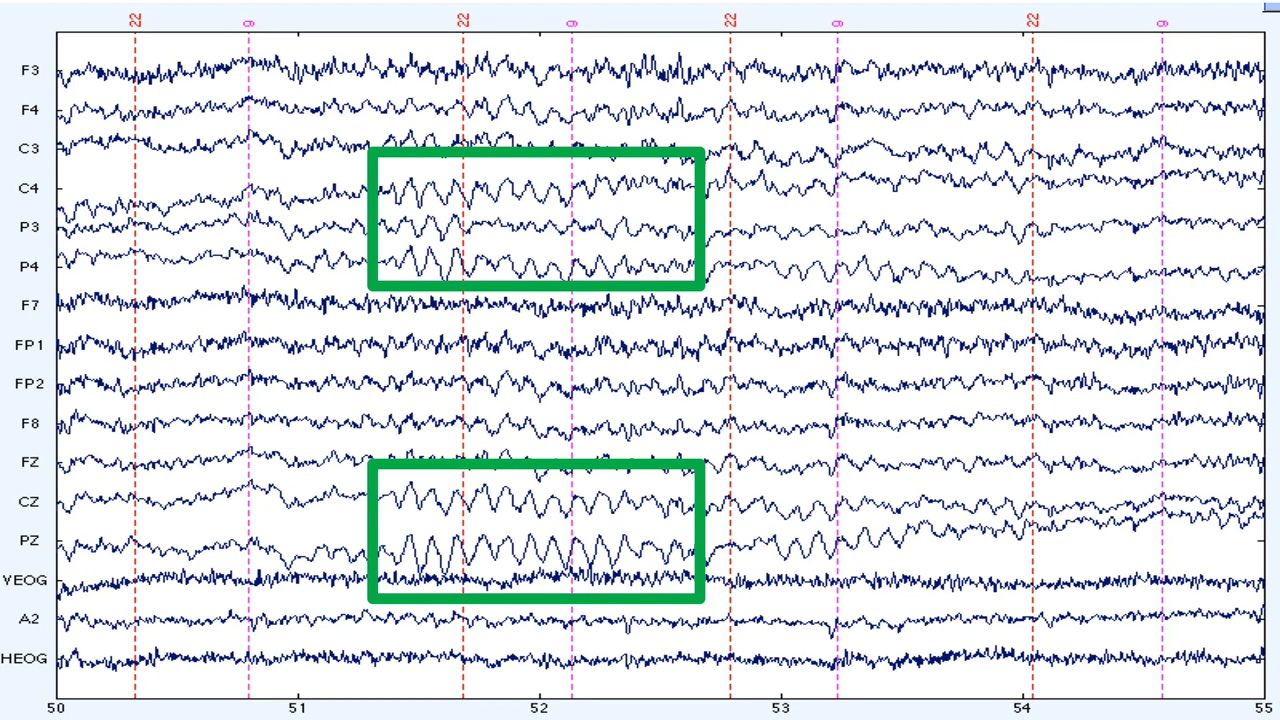 22 9 22 9 22 9 22 9
F3
F4
C3
C4
P3
P4
F7
FP1
FP2
F8
FZ
CZ
PZ
VEOG
A2
HEOG
50 51 52 53 54 55